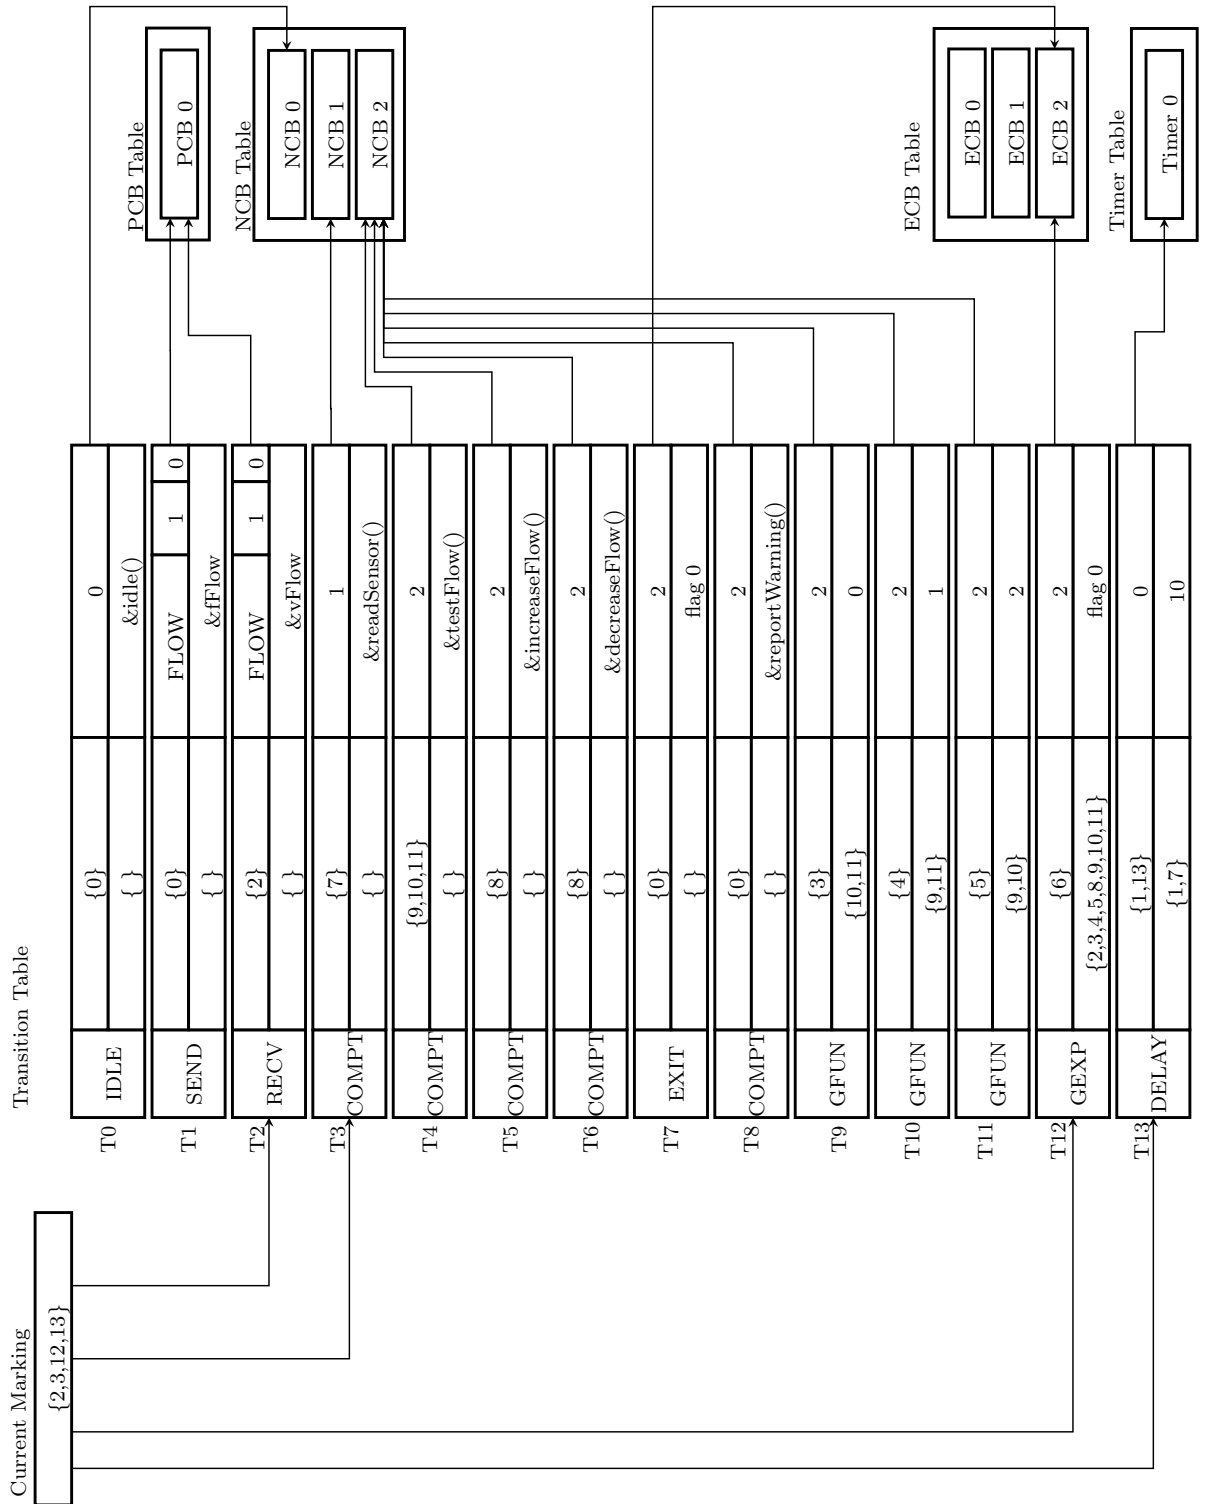 Current Marking
{2,3,12,13}
Transition Table
T0
IDLE
{0}
{ }
0
&idle()
T1
SEND
{0}
{ }
FLOW
1
0
&fFlow
T2
RECV
{2}
{ }
FLOW
1
0
&vFlow
T3
COMPT
{7}
{ }
1
&readSensor()
T4
COMPT
{9,10,11}
{ }
2
&testFlow()
T5
COMPT
{8}
{ }
2
&increaseFlow()
T6
COMPT
{8}
{ }
2
&decreaseFlow()
T7
EXIT
{0}
{ }
2
flag 0
T8
COMPT
{0}
{ }
2
&reportWarning()
T9
GFUN
{3}
{10,11}
2
0
T10
GFUN
{4}
{9,11}
2
1
T11
GFUN
{5}
{9,10}
2
2
T12
GEXP
{6}
{2,3,4,5,8,9,10,11}
2
flag 0
T13
DELAY
{1,13}
{1,7}
0
10
PCB Table
PCB 0
NCB Table
NCB 0
NCB 1
NCB 2
ECB Table
ECB 0
ECB 1
ECB 2
Timer Table
Timer 0